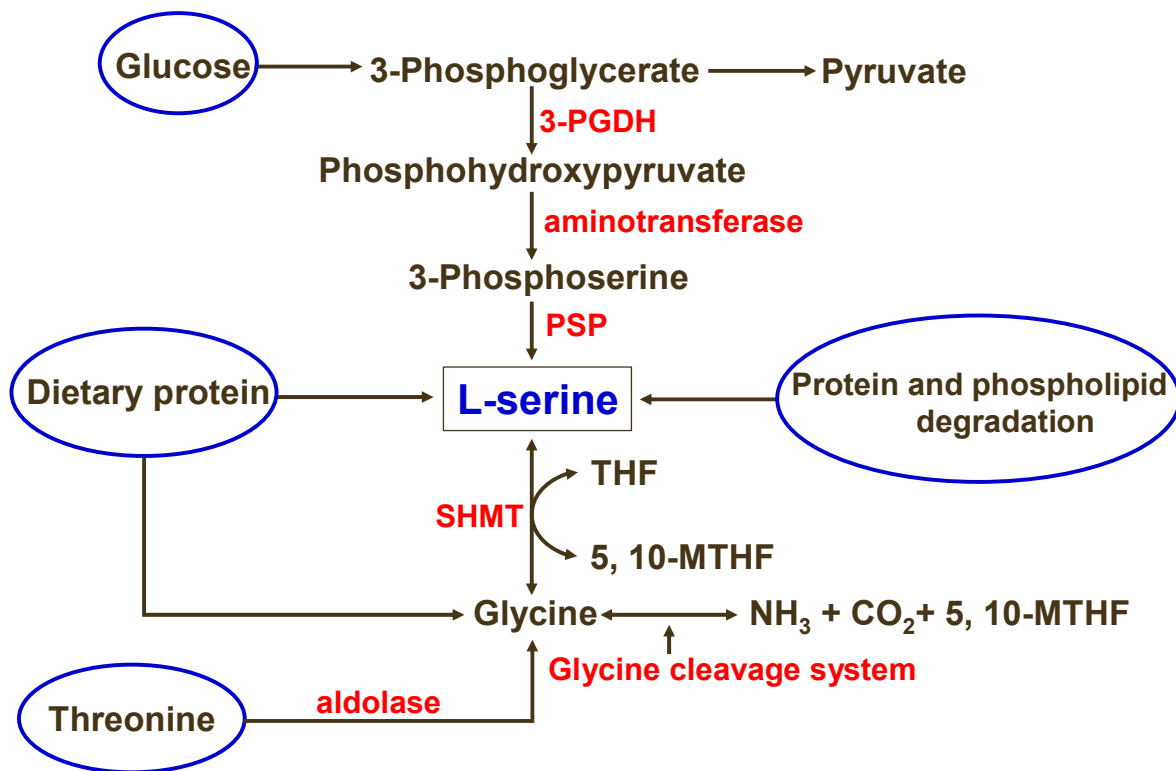 Glucose
3-Phosphoglycerate
Pyruvate
3-PGDH
Phosphohydroxypyruvate
aminotransferase
3-Phosphoserine
PSP
Dietary protein
L-serine
Protein and phospholipid
degradation
THF
SHMT
5, 10-MTHF
Glycine
NH₃ + CO₂+ 5, 10-MTHF
Glycine cleavage system
aldolase
Threonine